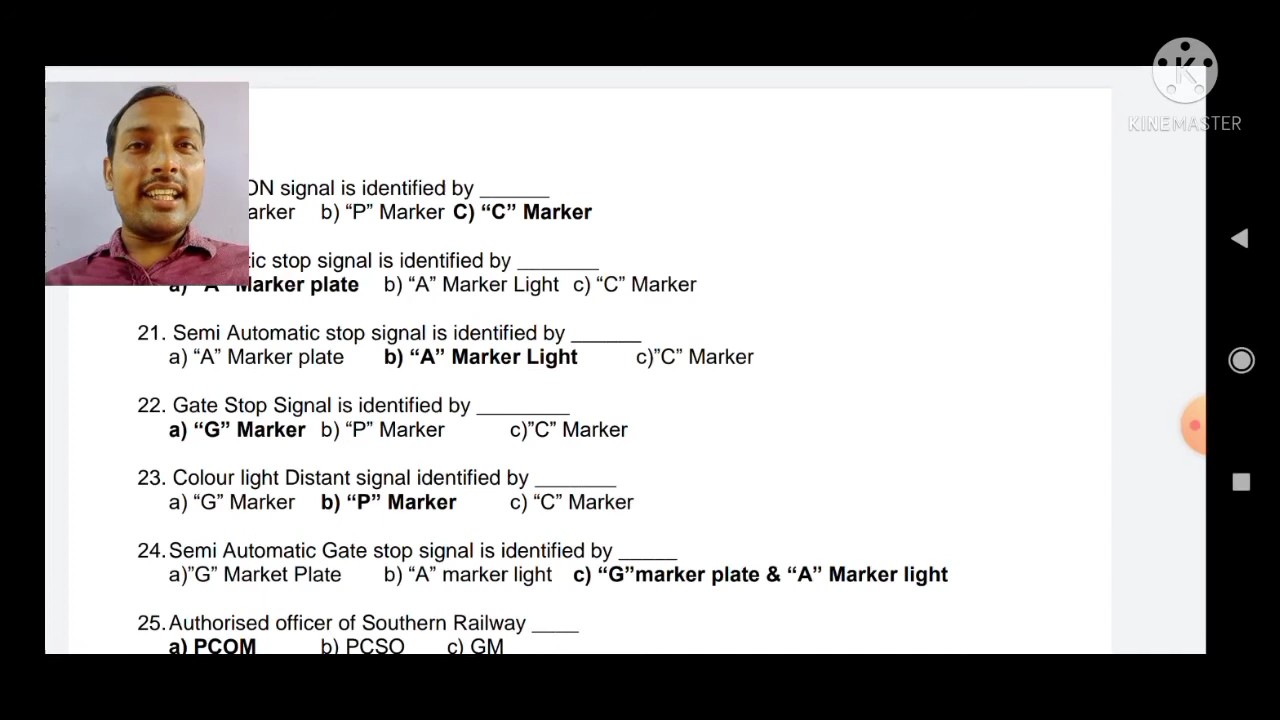 KINEMASTER
ON signal is identified by ______
arker b) “P” Marker C) “C” Marker
tic stop signal is identified by _______
a) “A” Marker plate b) “A” Marker Light c) “C” Marker
21. Semi Automatic stop signal is identified by ______
a) “A” Marker plate b) “A” Marker Light c)”C” Marker
22. Gate Stop Signal is identified by ________
a) “G” Marker b) “P” Marker c)”C” Marker
23. Colour light Distant signal identified by _______
a) “G” Marker b) “P” Marker c) “C” Marker
24. Semi Automatic Gate stop signal is identified by _____
a)”G” Market Plate b) “A” marker light c) “G”marker plate & “A” Marker light
25. Authorised officer of Southern Railway ____
a) PCOM b) PCSO c) GM